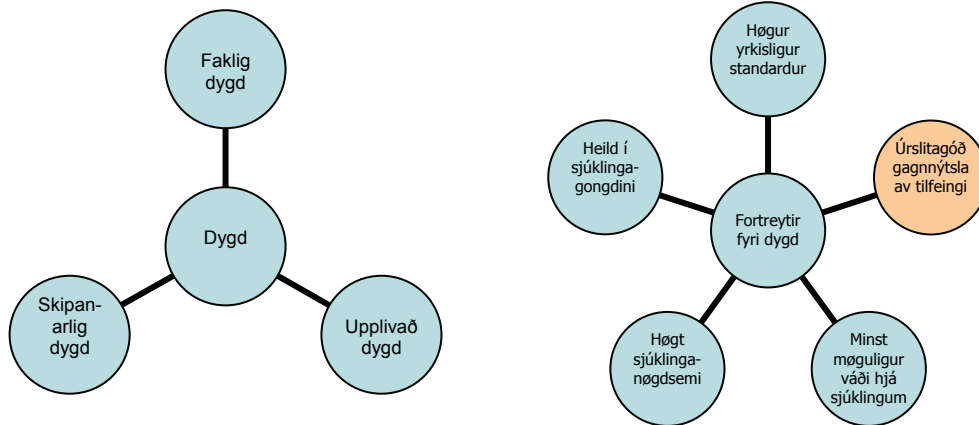 Faklig
dygd
Dygd
Skipan-
arlig
dygd
Upplivað
dygd
Høgur
yrkisligur
standardur
Heild í
sjúklinga-
gongdini
Úrslitagóð
gagnnýtsla
av tilfeingi
Fortreytir
fyri dygd
Høgt
sjúklinga-
nøgdsemi
Minst
møguligur
váði hjá
sjúklingum